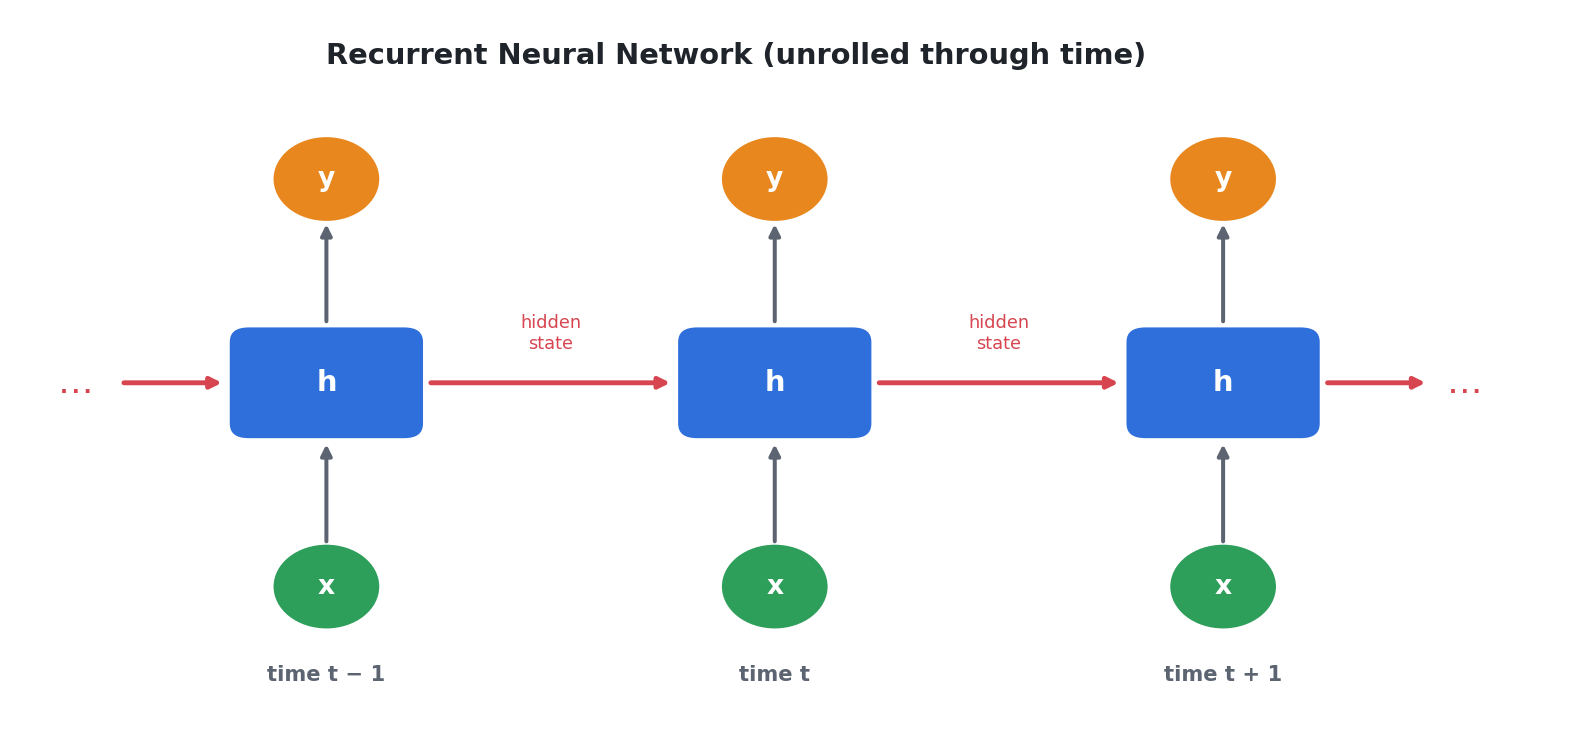 Recurrent Neural Network (unrolled through time)
y
y
y
hidden
state
hidden
state
...
h
h
h
...
x
x
x
time t − 1
time t
time t + 1